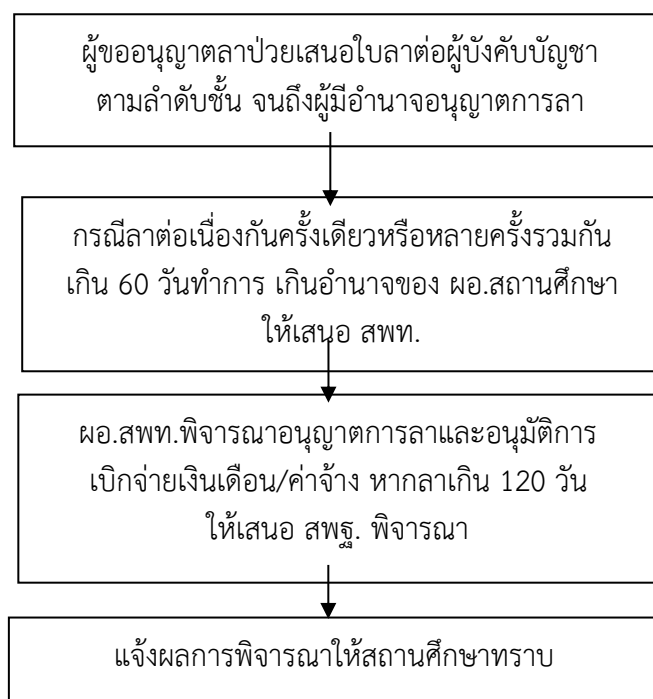 ผู้ขออนุญาตลาป่วยเสนอใบลาต่อผู้บังคับบัญชา
ตามลำดับชั้น จนถึงผู้มีอำนาจอนุญาตการลา
กรณีลาต่อเนื่องกันครั้งเดียวหรือหลายครั้งรวมกัน
เกิน 60 วันทำการ เกินอำนาจของ ผอ.สถานศึกษา
ให้เสนอ สพท.
ผอ.สพท.พิจารณาอนุญาตการลาและอนุมัติการ
เบิกจ่ายเงินเดือน/ค่าจ้าง หากลาเกิน 120 วัน
ให้เสนอ สพฐ. พิจารณา
แจ้งผลการพิจารณาให้สถานศึกษาทราบ